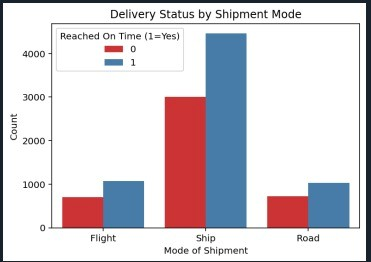 Delivery Status by Shipment Mode
Reached On Time (1=Yes)
0
1
4000
3000
2000
1000
0
Count
Flight Ship Road
Mode of Shipment